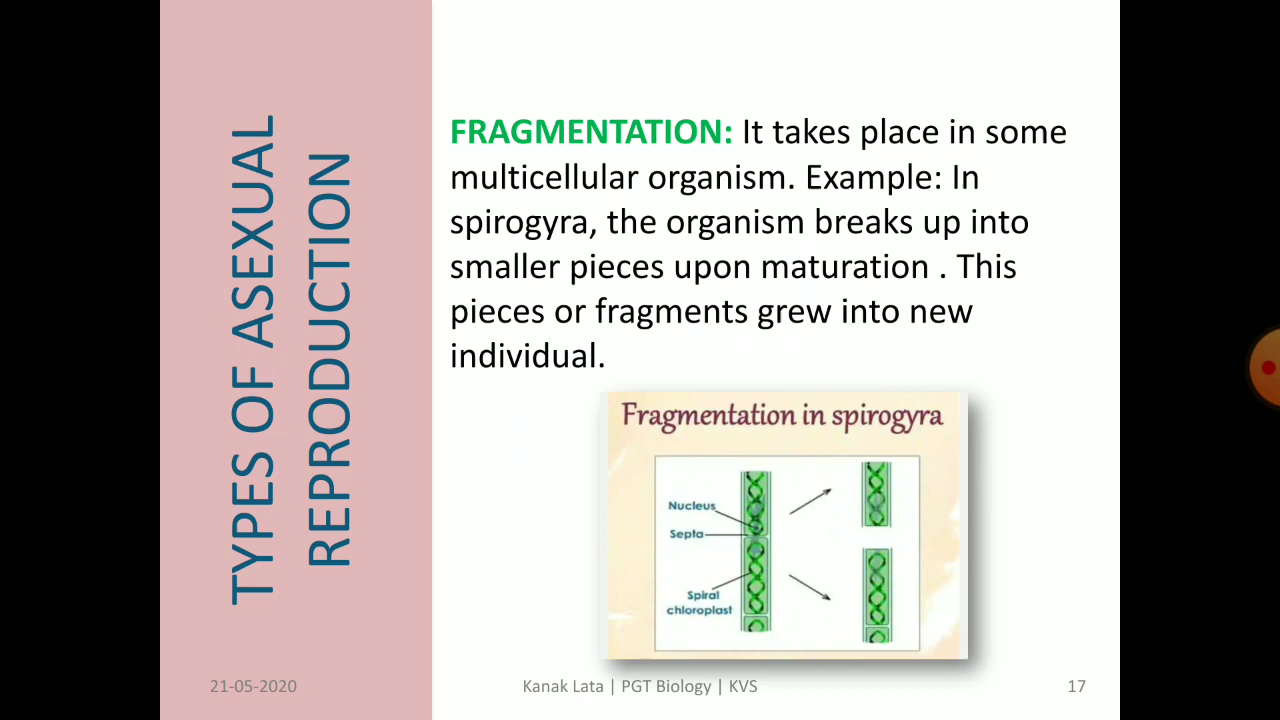 TYPES OF ASEXUAL
REPRODUCTION
FRAGMENTATION: It takes place in some
multicellular organism. Example: In
spirogyra, the organism breaks up into
smaller pieces upon maturation . This
pieces or fragments grew into new
individual.
Fragmentation in spirogyra
Nucleus
Septa
Spiral
chloroplast
21-05-2020
Kanak Lata | PGT Biology | KVS
17